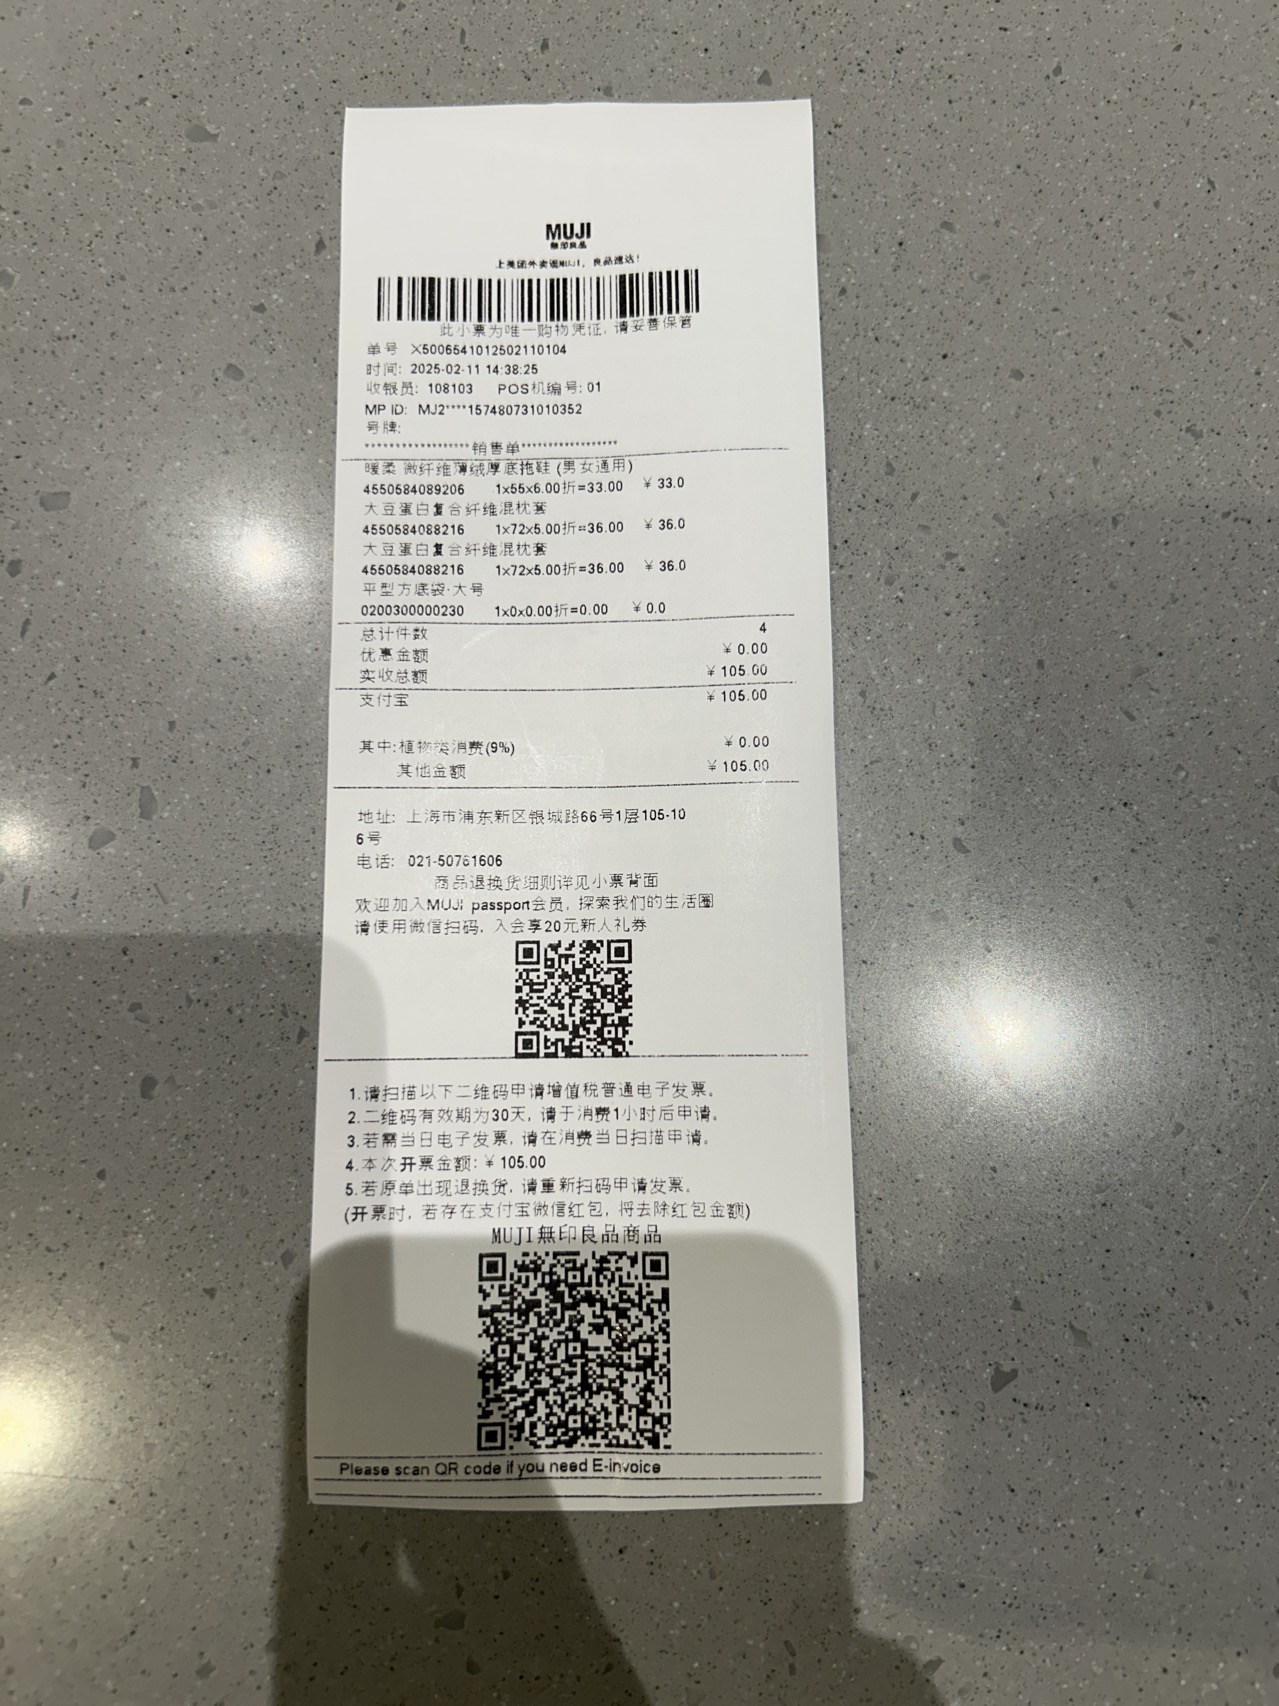 MUJI
無印良品
上美团外卖逛MUJI，良品速达！
此小票为唯一购物凭证，请妥善保管
单号 X5006541012502110104
时间: 2025-02-11 14:38:25
收银员: 108103 POS机编号: 01
MP ID: MJ2****157480731010352
号牌:
*****************销售单****************
暖柔 微纤维薄绒厚底拖鞋 (男女通用)
4550584089206 1x55x6.00折=33.00 ¥ 33.0
大豆蛋白复合纤维混枕套
4550584088216 1x72x5.00折=36.00 ¥ 36.0
大豆蛋白复合纤维混枕套
4550584088216 1x72x5.00折=36.00 ¥ 36.0
平型方底袋·大号
0200300000230 1x0x0.00折=0.00 ¥ 0.0
总计件数 4
优惠金额 ¥ 0.00
实收总额 ¥ 105.00
支付宝 ¥ 105.00
其中:植物类消费(9%) ¥ 0.00
其他金额 ¥ 105.00
地址: 上海市浦东新区银城路66号1层105-10
6号
电话: 021-50781606
商品退换货细则详见小票背面
欢迎加入MUJI passport会员, 探索我们的生活圈
请使用微信扫码, 入会享20元新人礼券
1.请扫描以下二维码申请增值税普通电子发票。
2.二维码有效期为30天, 请于消费1小时后申请。
3.若需当日电子发票, 请在消费当日扫描申请。
4.本次开票金额: ¥ 105.00
5.若原单出现退换货, 请重新扫码申请发票。
(开票时, 若存在支付宝微信红包, 将去除红包金额)
MUJI無印良品商品
Please scan QR code if you need E-invoice